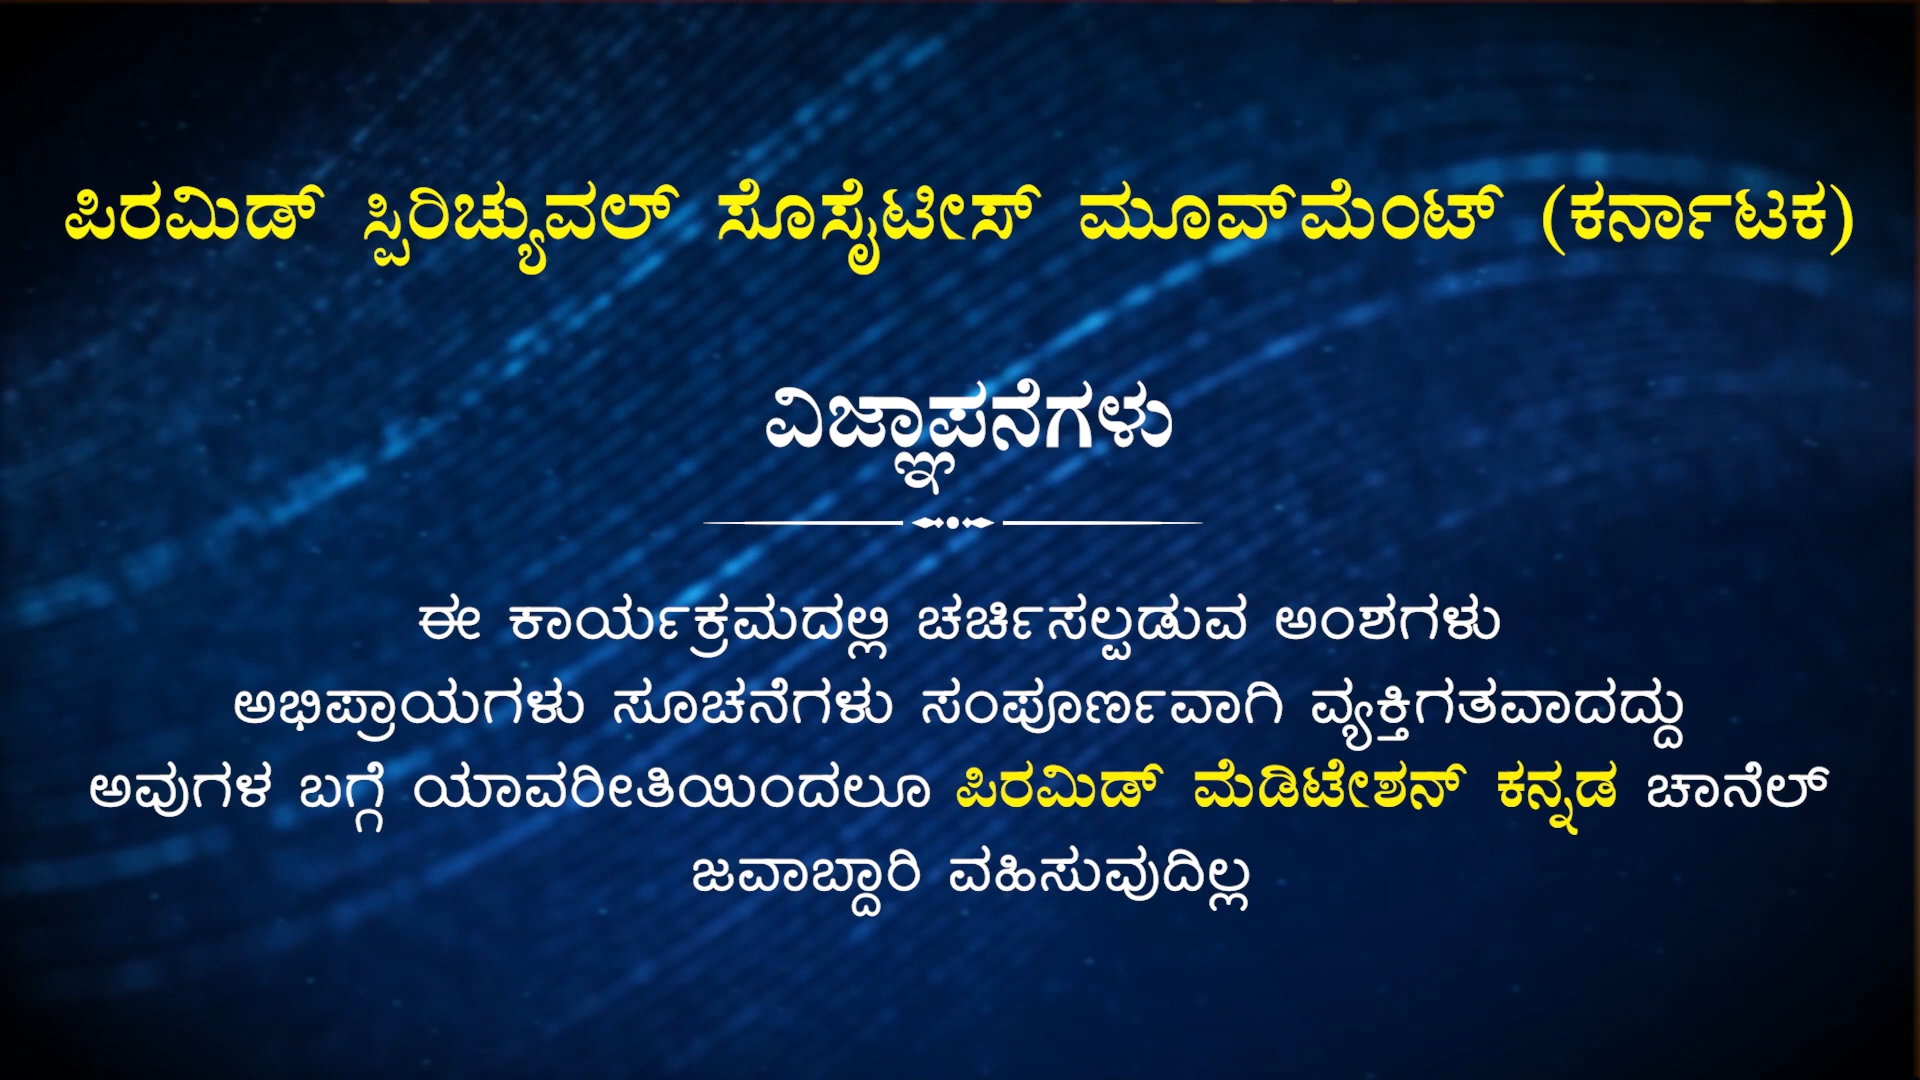 ಪಿರಮಿಡ್ ಸ್ಪಿರಿಚ್ಯುವಲ್ ಸೊಸೈಟೀಸ್ ಮೂವ್‌ಮೆಂಟ್ (ಕರ್ನಾಟಕ)
ವಿಜ್ಞಾಪನೆಗಳು
ಈ ಕಾರ್ಯಕ್ರಮದಲ್ಲಿ ಚರ್ಚಿಸಲ್ಪಡುವ ಅಂಶಗಳು
ಅಭಿಪ್ರಾಯಗಳು ಸೂಚನೆಗಳು ಸಂಪೂರ್ಣವಾಗಿ ವ್ಯಕ್ತಿಗತವಾದದ್ದು
ಅವುಗಳ ಬಗ್ಗೆ ಯಾವರೀತಿಯಿಂದಲೂ ಪಿರಮಿಡ್ ಮೆಡಿಟೇಶನ್ ಕನ್ನಡ ಚಾನೆಲ್
ಜವಾಬ್ದಾರಿ ವಹಿಸುವುದಿಲ್ಲ